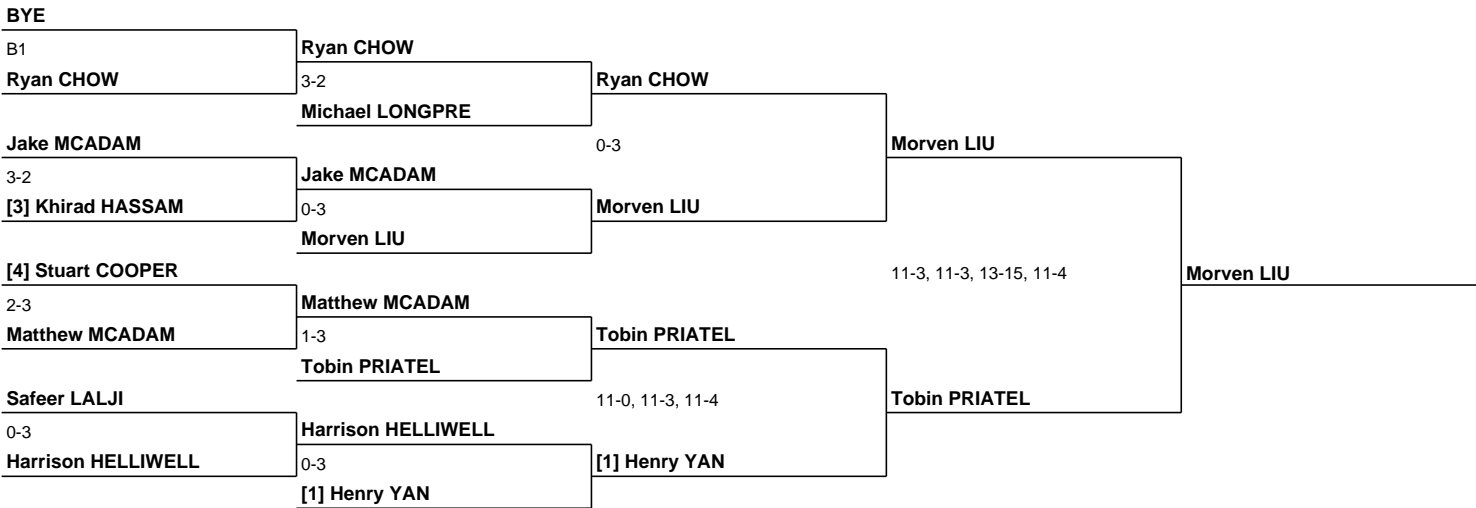 BYE
B1
Ryan CHOW
Ryan CHOW
3-2
Ryan CHOW
Michael LONGPRE
Jake MCADAM
0-3
Morven LIU
3-2
Jake MCADAM
[3] Khirad HASSAM
0-3
Morven LIU
Morven LIU
[4] Stuart COOPER
11-3, 11-3, 13-15, 11-4
Morven LIU
2-3
Matthew MCADAM
Matthew MCADAM
1-3
Tobin PRIATEL
Tobin PRIATEL
Safeer LALJI
11-0, 11-3, 11-4
Tobin PRIATEL
0-3
Harrison HELLIWELL
Harrison HELLIWELL
0-3
[1] Henry YAN
[1] Henry YAN